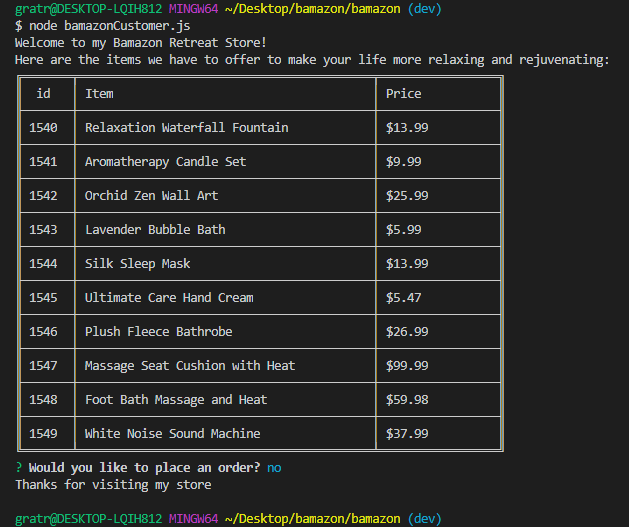 gratr@DESKTOP-LQIH812 MINGW64 ~/Desktop/bamazon/bamazon (dev)
$ node bamazonCustomer.js
Welcome to my Bamazon Retreat Store!
Here are the items we have to offer to make your life more relaxing and rejuvenating:
id Item Price
1540 Relaxation Waterfall Fountain $13.99
1541 Aromatherapy Candle Set $9.99
1542 Orchid Zen Wall Art $25.99
1543 Lavender Bubble Bath $5.99
1544 Silk Sleep Mask $13.99
1545 Ultimate Care Hand Cream $5.47
1546 Plush Fleece Bathrobe $26.99
1547 Massage Seat Cushion with Heat $99.99
1548 Foot Bath Massage and Heat $59.98
1549 White Noise Sound Machine $37.99
? Would you like to place an order? no
Thanks for visiting my store
gratr@DESKTOP-LQIH812 MINGW64 ~/Desktop/bamazon/bamazon (dev)